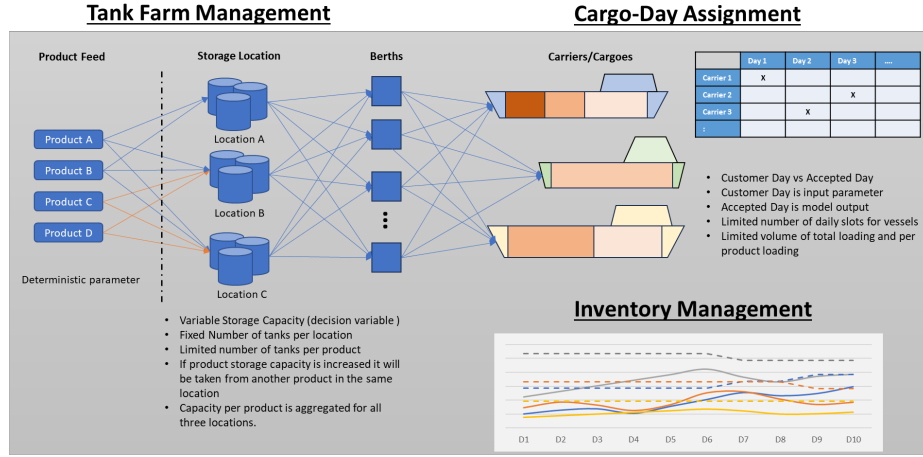 Tank Farm Management
Cargo-Day Assignment
Product Feed
Storage Location
Berths
Carriers/Cargoes
Product A
Product B
Product C
Product D
Deterministic parameter
Location A
Location B
Location C
Day 1 Day 2 Day 3 ....
Carrier 1 X
Carrier 2 X
Carrier 3 X
:
• Customer Day vs Accepted Day
• Customer Day is input parameter
• Accepted Day is model output
• Limited number of daily slots for vessels
• Limited volume of total loading and per
product loading
• Variable Storage Capacity (decision variable )
• Fixed Number of tanks per location
• Limited number of tanks per product
• If product storage capacity is increased it will
be taken from another product in the same
location
• Capacity per product is aggregated for all
three locations.
Inventory Management
D1 D2 D3 D4 D5 D6 D7 D8 D9 D10